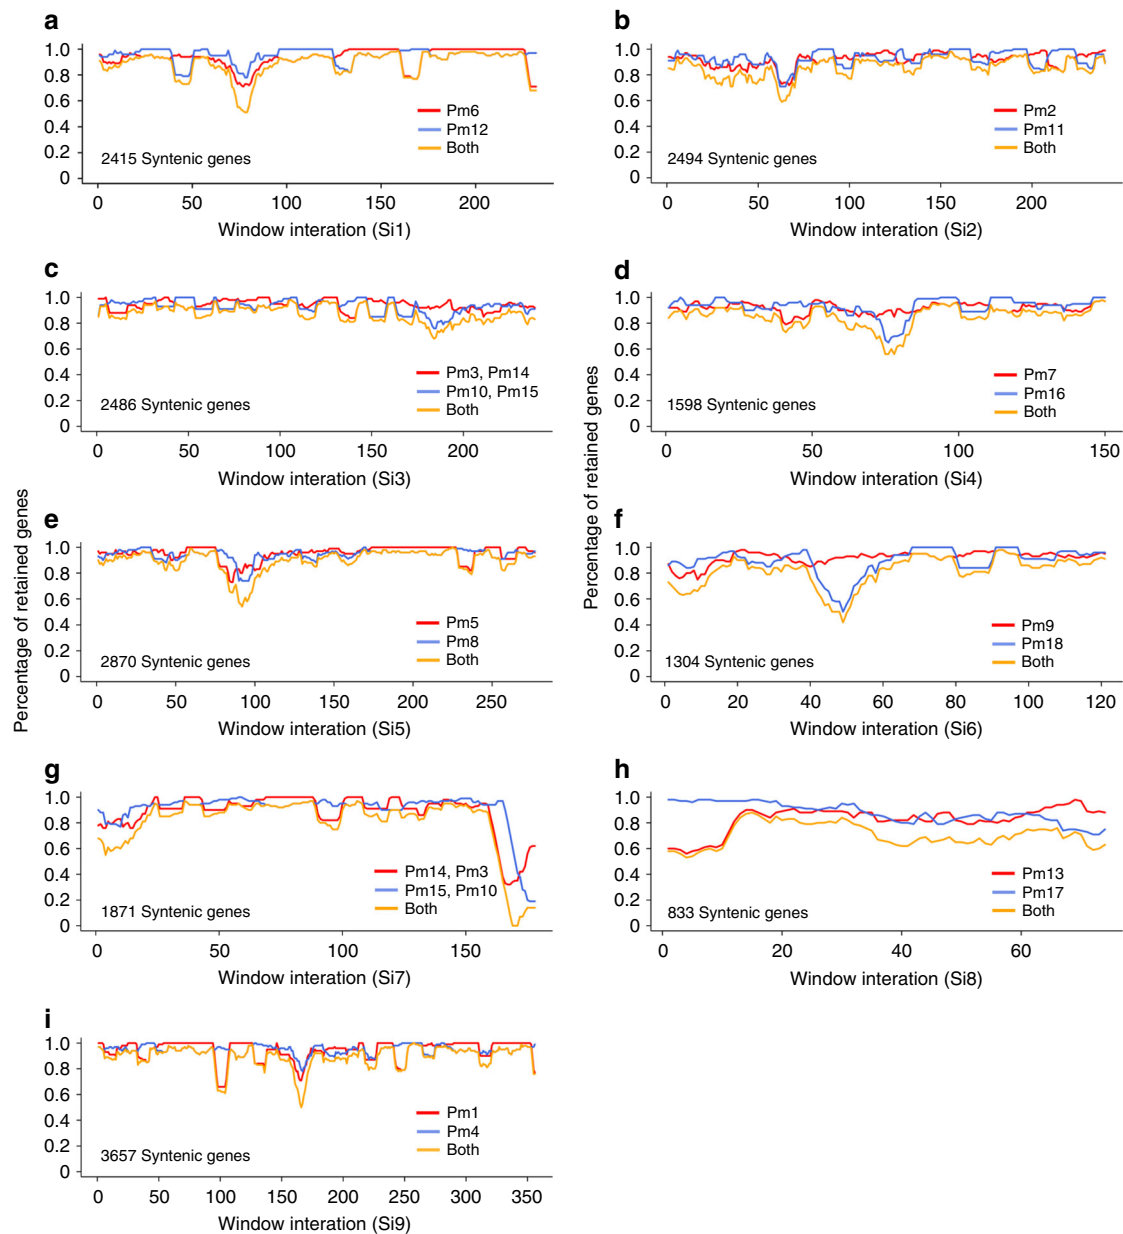 Percentage of retained genes
Percentage of retained genes
a
1.0
0.8
0.6
0.4
0.2
0
Pm6
Pm12
Both
2415 Syntenic genes
0 50 100 150 200
Window interation (Si1)
b
1.0
0.8
0.6
0.4
0.2
0
Pm2
Pm11
Both
2494 Syntenic genes
0 50 100 150 200
Window interation (Si2)
c
1.0
0.8
0.6
0.4
0.2
0
Pm3, Pm14
Pm10, Pm15
Both
2486 Syntenic genes
0 50 100 150 200
Window interation (Si3)
d
1.0
0.8
0.6
0.4
0.2
0
Pm7
Pm16
Both
1598 Syntenic genes
0 50 100 150
Window interation (Si4)
e
1.0
0.8
0.6
0.4
0.2
0
Pm5
Pm8
Both
2870 Syntenic genes
0 50 100 150 200 250
Window interation (Si5)
f
1.0
0.8
0.6
0.4
0.2
0
Pm9
Pm18
Both
1304 Syntenic genes
0 20 40 60 80 100 120
Window interation (Si6)
g
1.0
0.8
0.6
0.4
0.2
0
Pm14, Pm3
Pm15, Pm10
Both
1871 Syntenic genes
0 50 100 150
Window interation (Si7)
h
1.0
0.8
0.6
0.4
0.2
0
Pm13
Pm17
Both
833 Syntenic genes
0 20 40 60
Window interation (Si8)
i
1.0
0.8
0.6
0.4
0.2
0
Pm1
Pm4
Both
3657 Syntenic genes
0 50 100 150 200 250 300 350
Window interation (Si9)